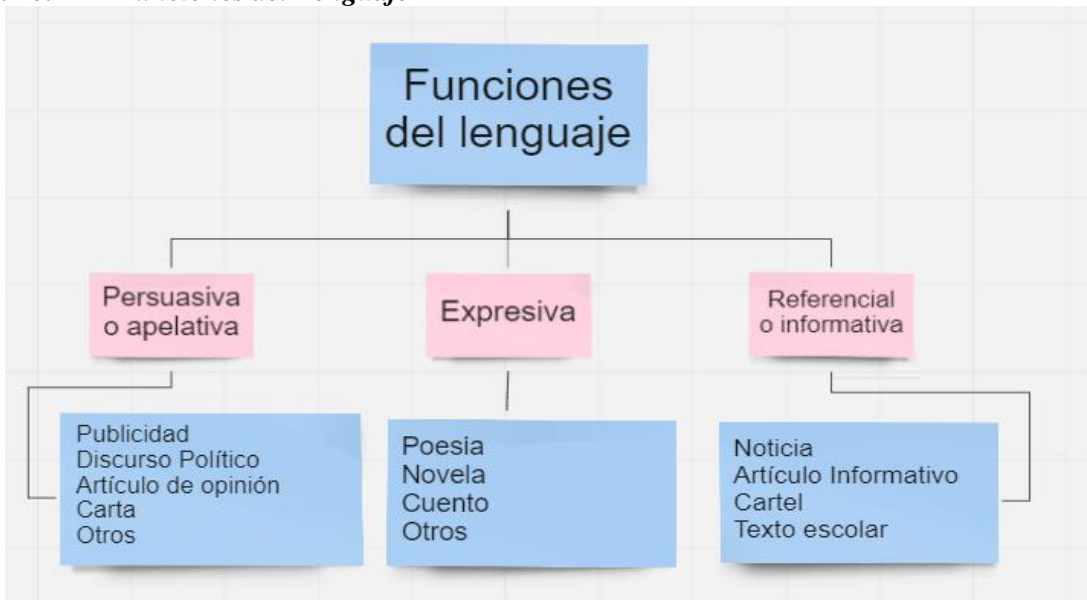 Funciones
del lenguaje
Persuasiva
o apelativa
Expresiva
Referencial
o informativa
Publicidad
Discurso Político
Artículo de opinión
Carta
Otros
Poesía
Novela
Cuento
Otros
Noticia
Artículo Informativo
Cartel
Texto escolar